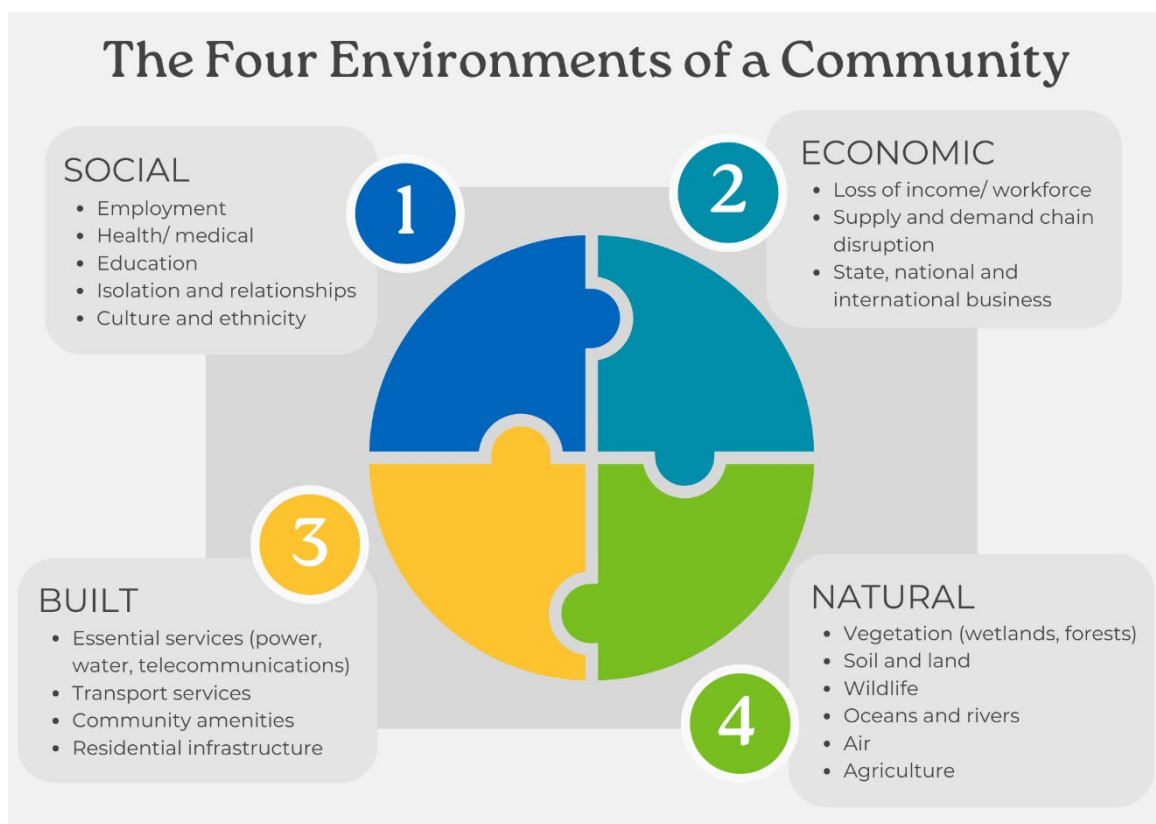 The Four Environments of a Community
SOCIAL
• Employment
• Health/ medical
• Education
• Isolation and relationships
• Culture and ethnicity
1
2
ECONOMIC
• Loss of income/ workforce
• Supply and demand chain
disruption
• State, national and
international business
3
BUILT
• Essential services (power,
water, telecommunications)
• Transport services
• Community amenities
• Residential infrastructure
4
NATURAL
• Vegetation (wetlands, forests)
• Soil and land
• Wildlife
• Oceans and rivers
• Air
• Agriculture